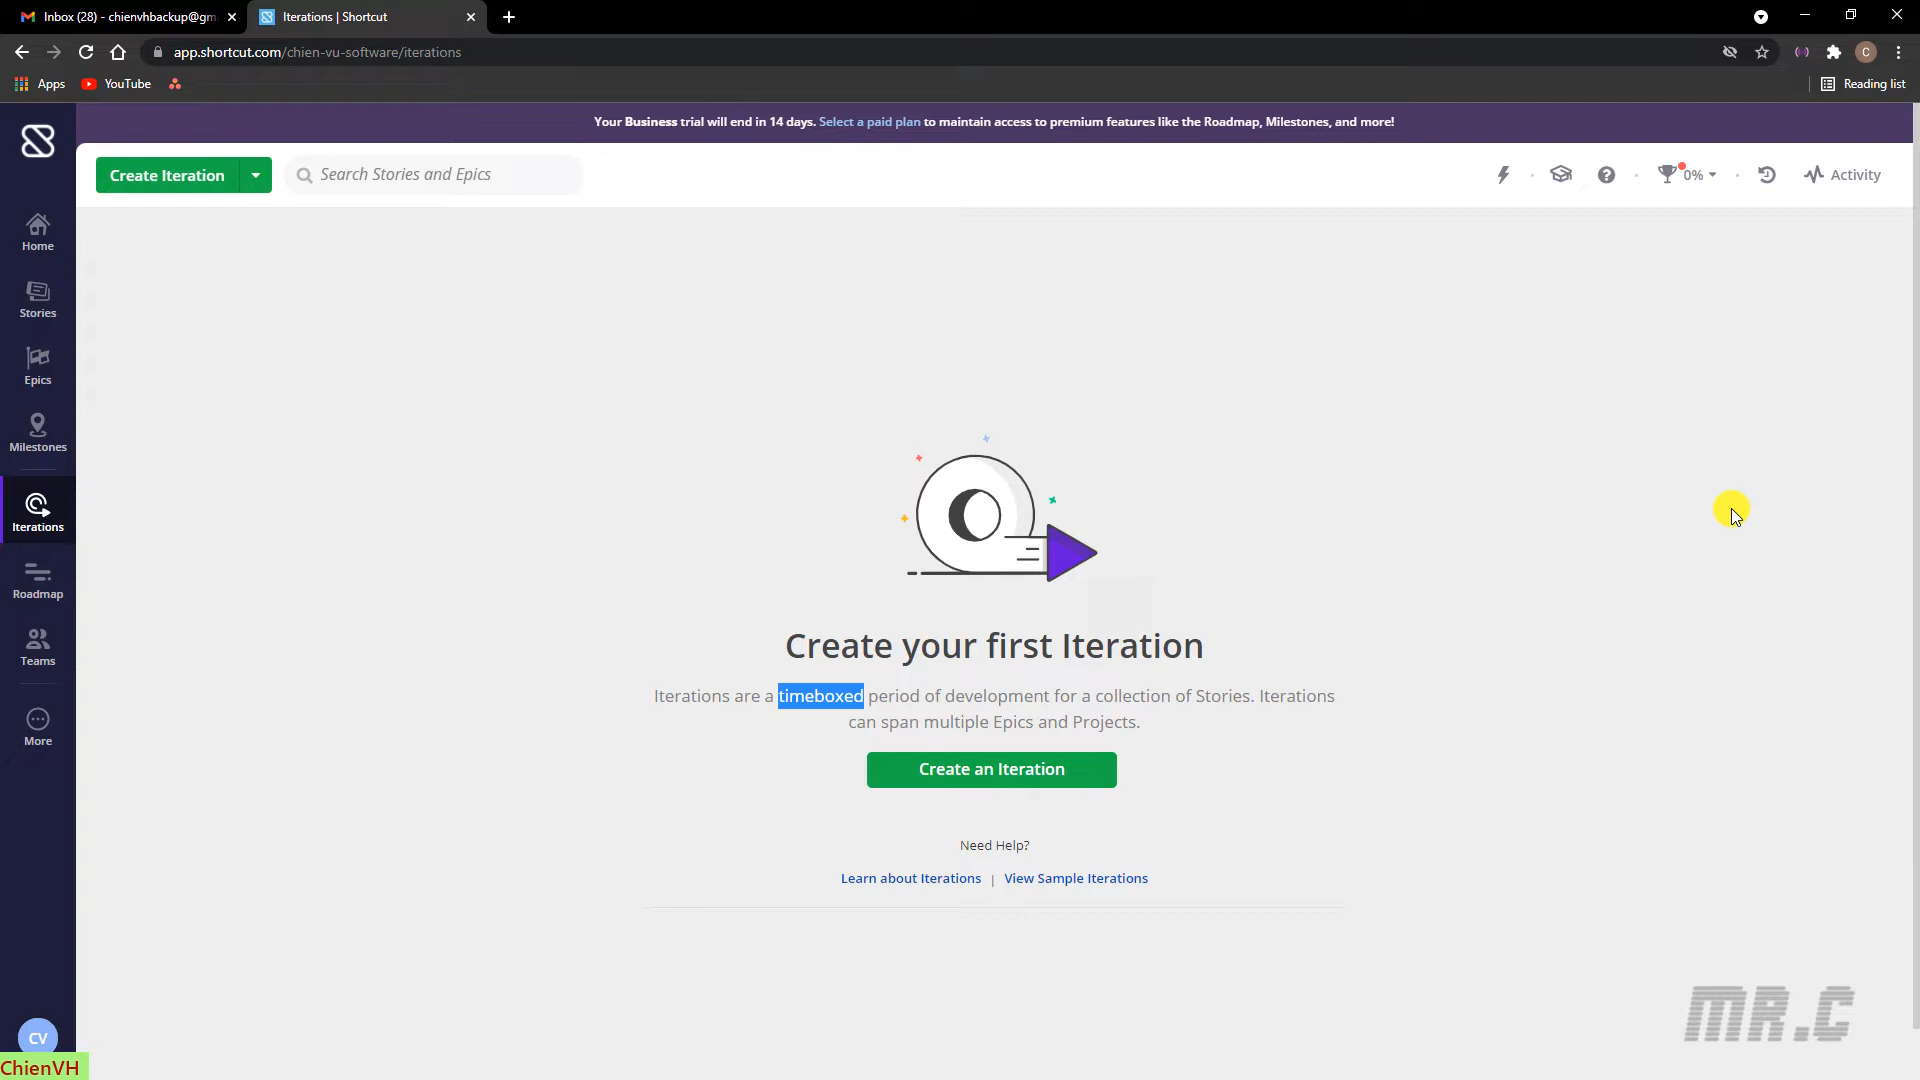 Inbox (28) - chienvhbackup@gm
Iterations | Shortcut
app.shortcut.com/chien-vu-software/iterations
C
Apps
YouTube
Reading list
Your Business trial will end in 14 days. Select a paid plan to maintain access to premium features like the Roadmap, Milestones, and more!
Create Iteration
Search Stories and Epics
0%
Activity
Home
Stories
Epics
Milestones
Iterations
Roadmap
Teams
More
Create your first Iteration
Iterations are a timeboxed period of development for a collection of Stories. Iterations
can span multiple Epics and Projects.
Create an Iteration
Need Help?
Learn about Iterations | View Sample Iterations
CV
ChienVH
MR.C